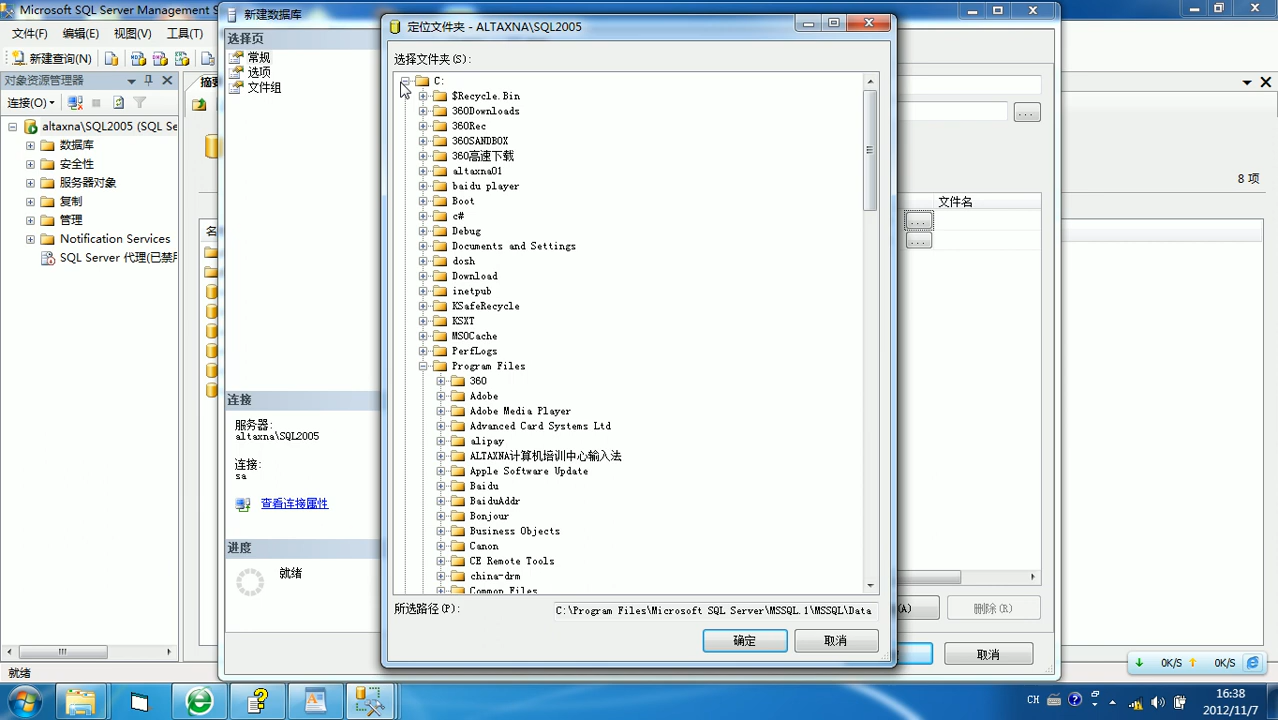 Microsoft SQL Server Management S
文件(F) 编辑(E) 视图(V) 工具(T)
新建查询(N)
对象资源管理器
连接(O)
altaxna\SQL2005 (SQL Se
数据库
安全性
服务器对象
复制
管理
Notification Services
SQL Server 代理(已禁用
就绪
摘要
8 项
新建数据库
选择页
常规
选项
文件组
连接
服务器:
altaxna\SQL2005
连接:
sa
查看连接属性
进度
就绪
文件名
(A)
删除(R)
取消
定位文件夹 - ALTAXNA\SQL2005
选择文件夹(S):
C:
$Recycle.Bin
360Downloads
360Rec
360SANDBOX
360高速下载
altaxna01
baidu player
Boot
c#
Debug
Documents and Settings
dosh
Download
inetpub
KSafeRecycle
KSXT
MSOCache
PerfLogs
Program Files
360
Adobe
Adobe Media Player
Advanced Card Systems Ltd
alipay
ALTAXNA计算机培训中心输入法
Apple Software Update
Baidu
BaiduAddr
Bonjour
Business Objects
Canon
CE Remote Tools
china-drm
Common Files
所选路径(P): C:\Program Files\Microsoft SQL Server\MSSQL.1\MSSQL\Data
确定 取消
0K/S 0K/S
CH 16:38
2012/11/7